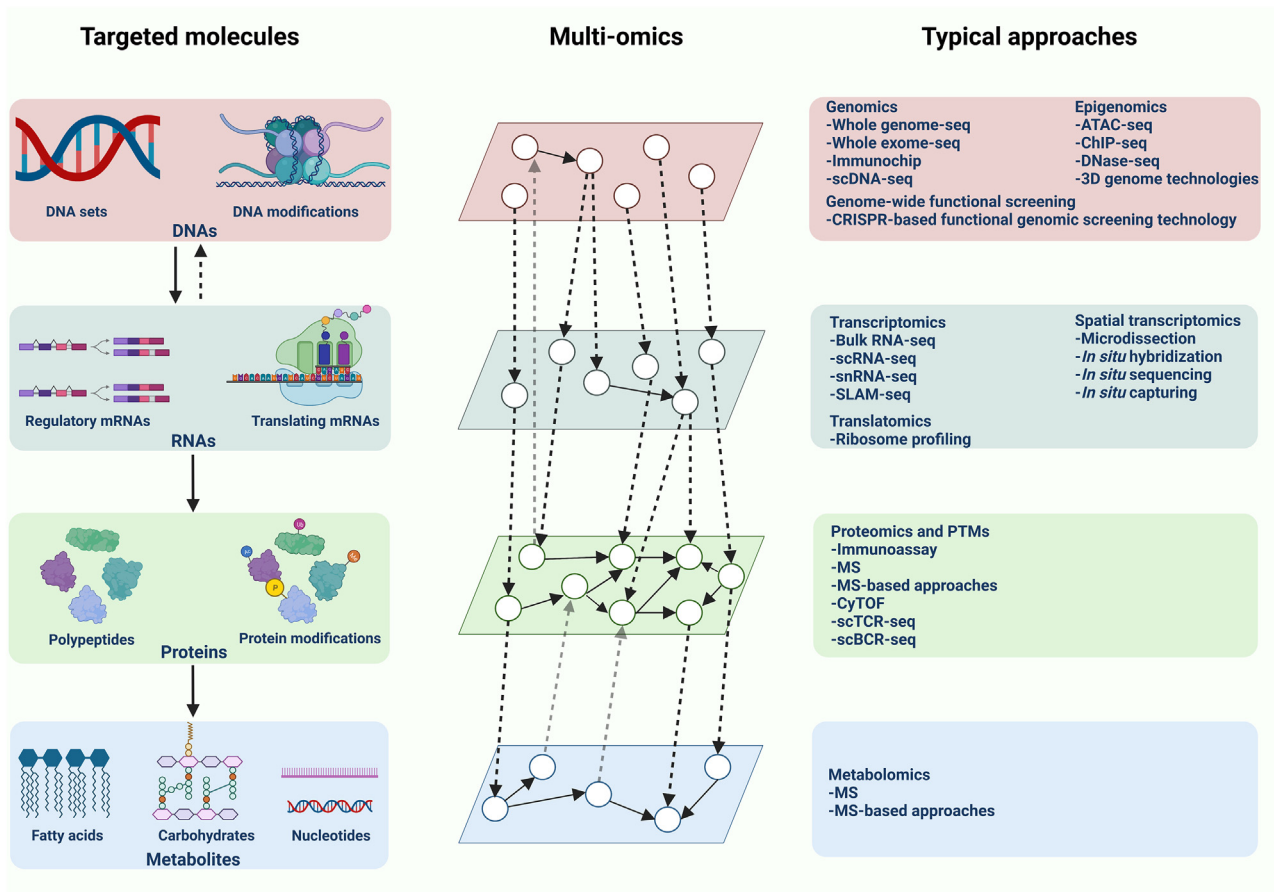 Targeted molecules
Multi-omics
Typical approaches
DNA sets
DNA modifications
DNAs
Genomics
-Whole genome-seq
-Whole exome-seq
-Immunochip
-scDNA-seq
Epigenomics
-ATAC-seq
-ChIP-seq
-DNase-seq
-3D genome technologies
Genome-wide functional screening
-CRISPR-based functional genomic screening technology
Regulatory mRNAs
Translating mRNAs
RNAs
Transcriptomics
-Bulk RNA-seq
-scRNA-seq
-snRNA-seq
-SLAM-seq
Spatial transcriptomics
-Microdissection
-In situ hybridization
-In situ sequencing
-In situ capturing
Translatomics
-Ribosome profiling
Ub
P
Polypeptides
Protein modifications
Proteins
Proteomics and PTMs
-Immunoassay
-MS
-MS-based approaches
-CyTOF
-scTCR-seq
-scBCR-seq
Fatty acids
Carbohydrates
Nucleotides
Metabolites
Metabolomics
-MS
-MS-based approaches